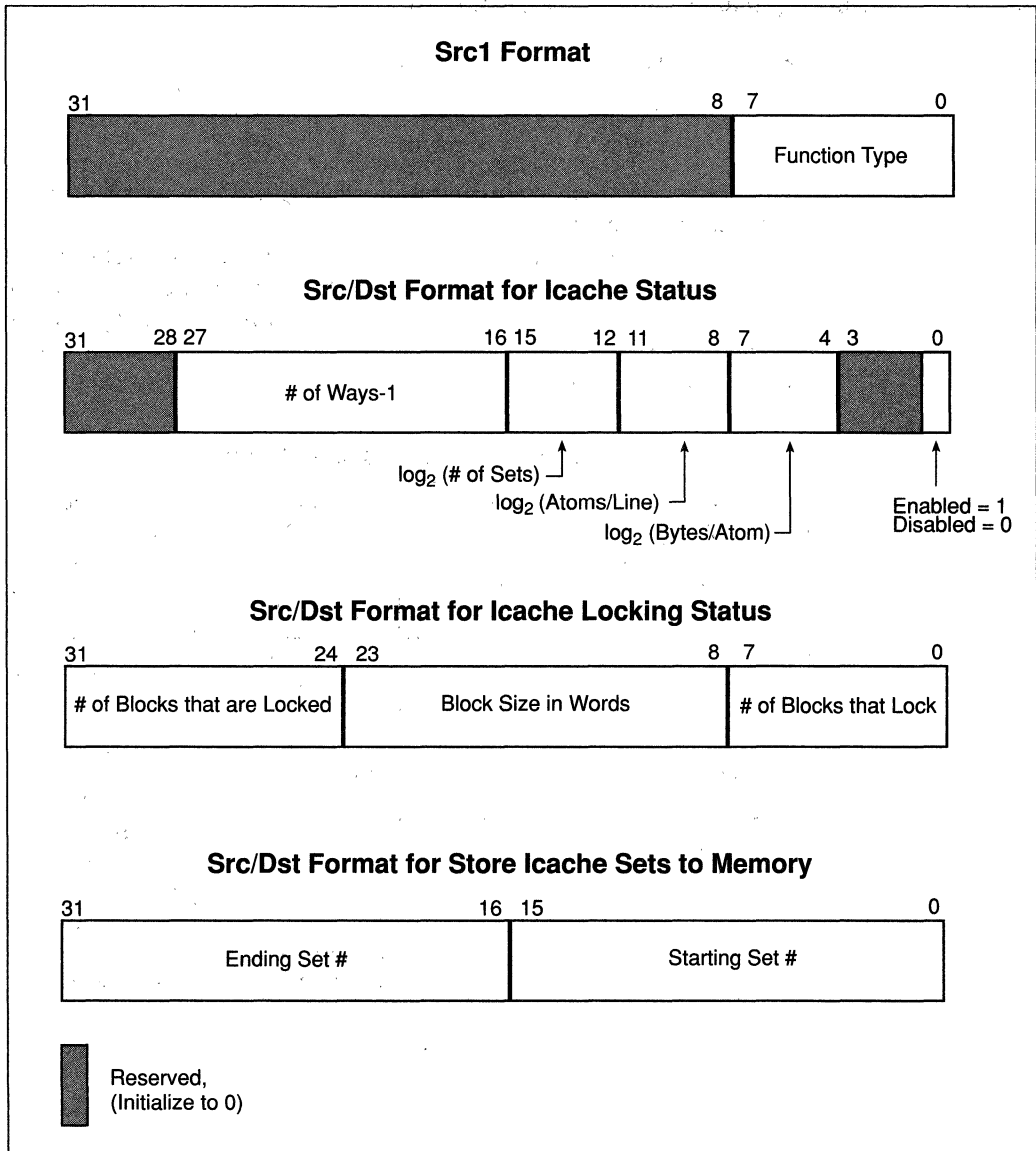 Src1 Format
31 8 7 0
Function Type
Src/Dst Format for Icache Status
31 28 27 16 15 12 11 8 7 4 3 0
# of Ways-1
log2 (# of Sets)
log2 (Atoms/Line)
log2 (Bytes/Atom)
Enabled = 1
Disabled = 0
Src/Dst Format for Icache Locking Status
31 24 23 8 7 0
# of Blocks that are Locked Block Size in Words # of Blocks that Lock
Src/Dst Format for Store Icache Sets to Memory
31 16 15 0
Ending Set # Starting Set #
Reserved,
(Initialize to 0)